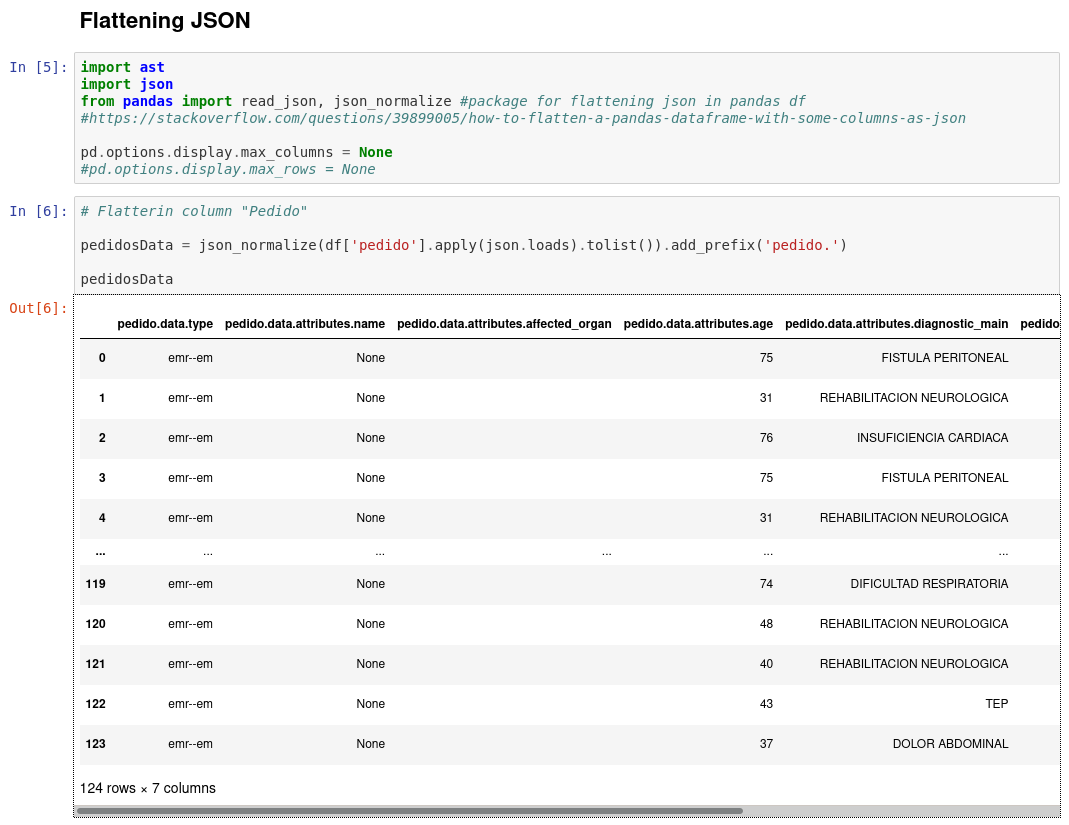 Flattening JSON
In [5]:
import ast
import json
from pandas import read_json, json_normalize #package for flattening json in pandas df
#https://stackoverflow.com/questions/39899005/how-to-flatten-a-pandas-dataframe-with-some-columns-as-json
pd.options.display.max_columns = None
#pd.options.display.max_rows = None
In [6]:
# Flatterin column "Pedido"
pedidosData = json_normalize(df['pedido'].apply(json.loads).tolist()).add_prefix('pedido.')
pedidosData
Out[6]:
pedido.data.type pedido.data.attributes.name pedido.data.attributes.affected_organ pedido.data.attributes.age pedido.data.attributes.diagnostic_main pedido
0 emr--em None 75 FISTULA PERITONEAL
1 emr--em None 31 REHABILITACION NEUROLOGICA
2 emr--em None 76 INSUFICIENCIA CARDIACA
3 emr--em None 75 FISTULA PERITONEAL
4 emr--em None 31 REHABILITACION NEUROLOGICA
... ... ... ... ... ...
119 emr--em None 74 DIFICULTAD RESPIRATORIA
120 emr--em None 48 REHABILITACION NEUROLOGICA
121 emr--em None 40 REHABILITACION NEUROLOGICA
122 emr--em None 43 TEP
123 emr--em None 37 DOLOR ABDOMINAL
124 rows × 7 columns